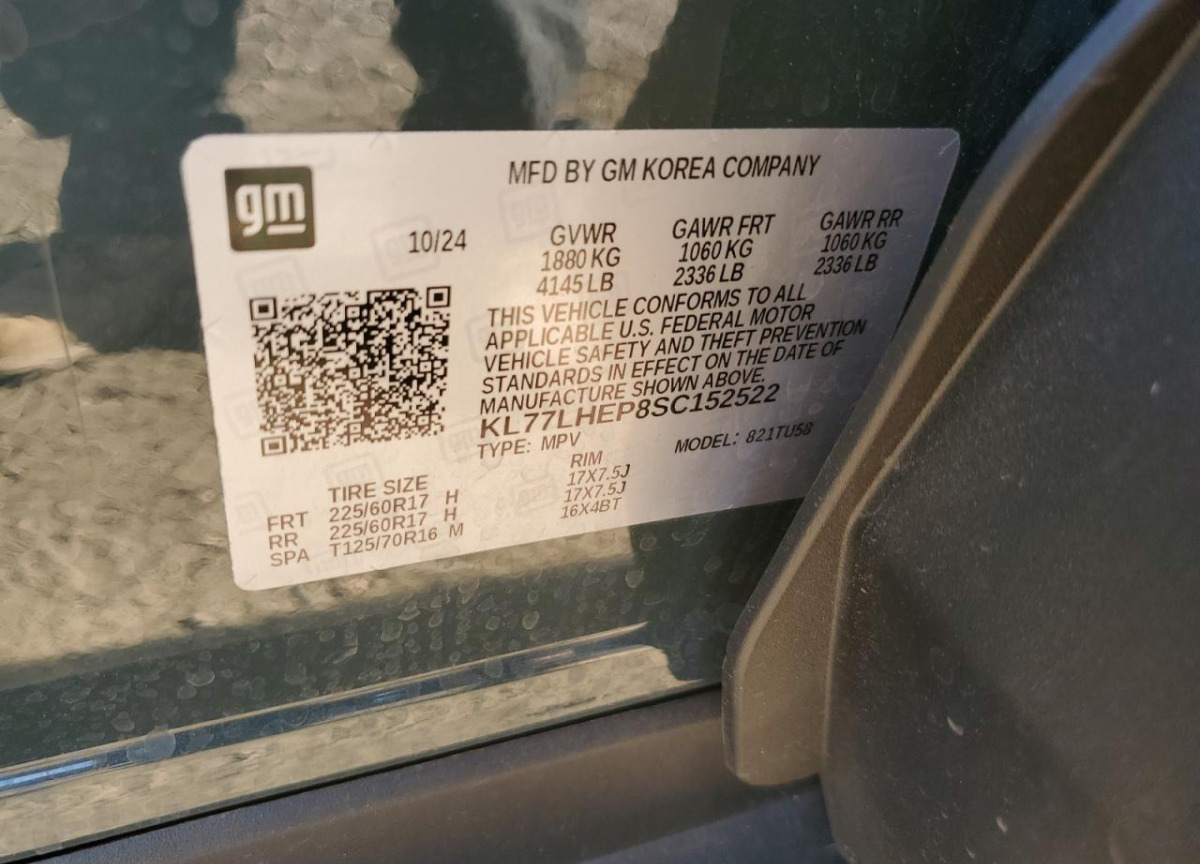 gm
MFD BY GM KOREA COMPANY
10/24
GVWR GAWR FRT GAWR RR
1880 KG 1060 KG 1060 KG
4145 LB 2336 LB 2336 LB
THIS VEHICLE CONFORMS TO ALL
APPLICABLE U.S. FEDERAL MOTOR
VEHICLE SAFETY AND THEFT PREVENTION
STANDARDS IN EFFECT ON THE DATE OF
MANUFACTURE SHOWN ABOVE.
KL77LHEP8SC152522
TYPE: MPV MODEL: 821TU58
TIRE SIZE RIM
FRT 225/60R17 H 17X7.5J
RR 225/60R17 H 17X7.5J
SPA T125/70R16 M 16X4BT